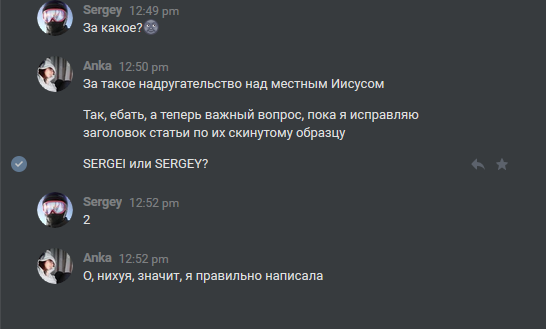 Sergey 12:49 pm
За какое?🌚
Anka 12:50 pm
За такое надругательство над местным Иисусом
Так, ебать, а теперь важный вопрос, пока я исправляю
заголовок статьи по их скинутому образцу
SERGEI или SERGEY?
Sergey 12:52 pm
2
Anka 12:52 pm
О, нихуя, значит, я правильно написала